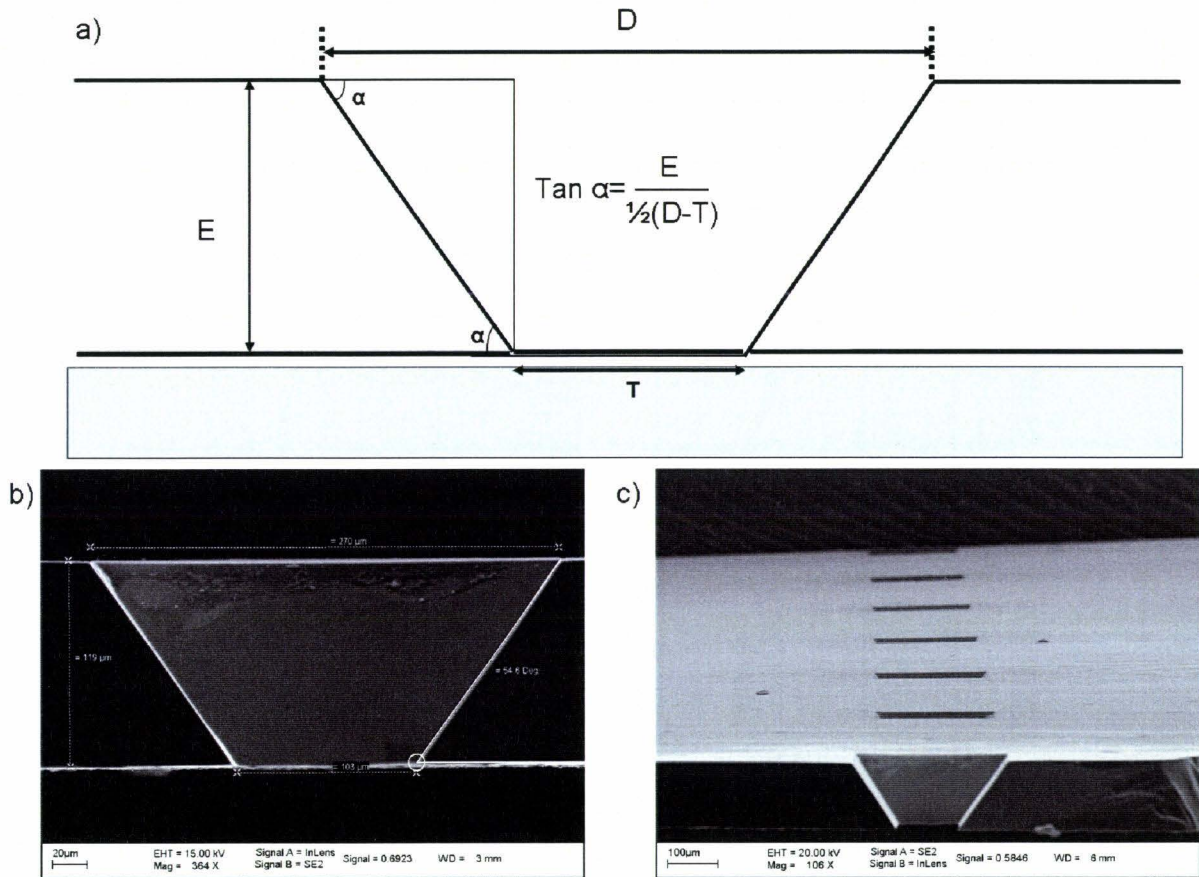 a)
D
α
Tan α= E
½(D-T)
E
α
T
b)
= 270 µm
= 119 µm
= 54.6 Deg
= 103 µm
20µm
EHT = 15.00 kV
Mag = 364 X
Signal A = InLens
Signal B = SE2
Signal = 0.6923
WD = 3 mm
c)
100µm
EHT = 20.00 kV
Mag = 106 X
Signal A = SE2
Signal B = InLens
Signal = 0.5846
WD = 6 mm